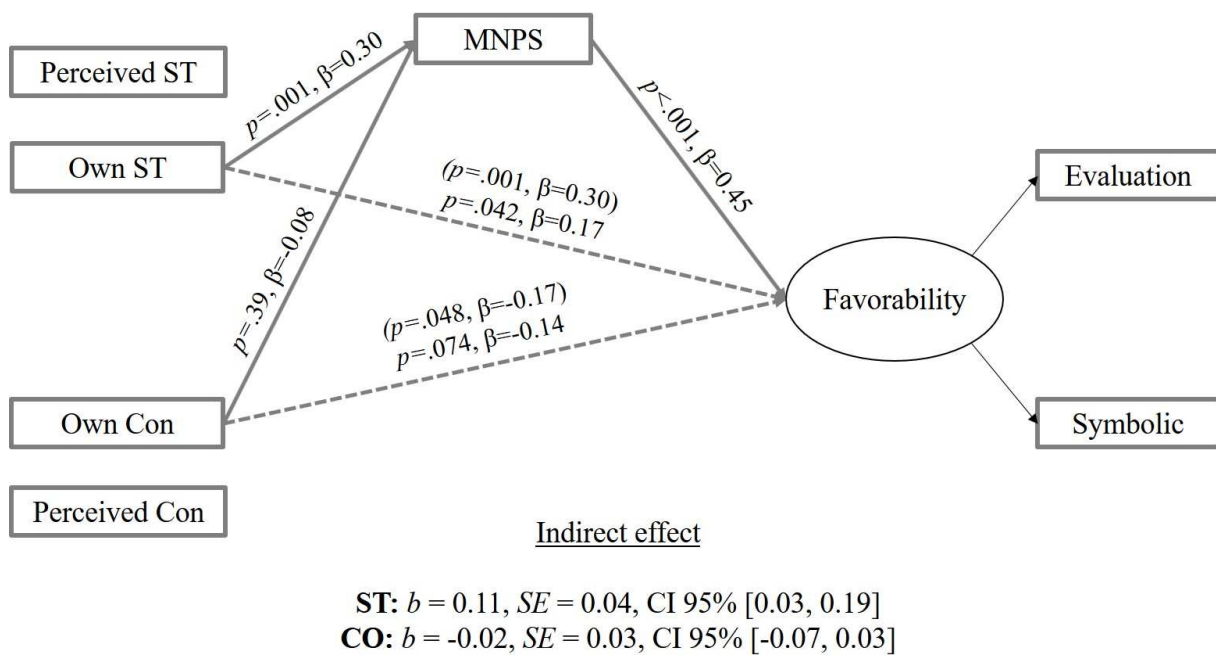 MNPS
Perceived ST
Own ST
p=.001, β=0.30
p<.001, β=0.45
(p=.001, β=0.30)
p=.042, β=0.17
p=.39, β=-0.08
(p=.048, β=-0.17)
p=.074, β=-0.14
Evaluation
Favorability
Own Con
Symbolic
Perceived Con
Indirect effect
ST: b = 0.11, SE = 0.04, CI 95% [0.03, 0.19]
CO: b = -0.02, SE = 0.03, CI 95% [-0.07, 0.03]